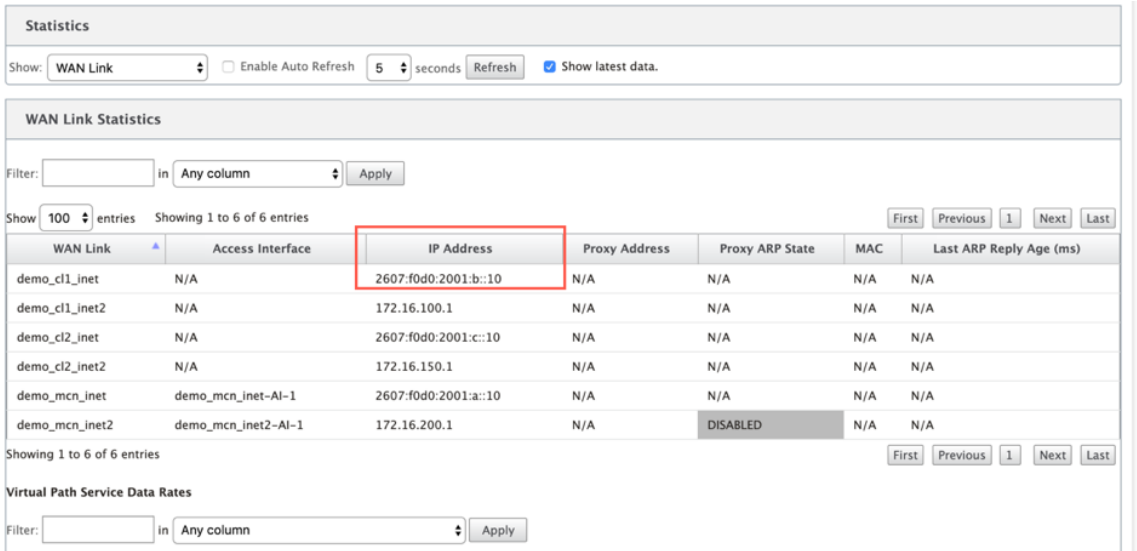 Statistics
Show: WAN Link Enable Auto Refresh 5 seconds Refresh Show latest data.
WAN Link Statistics
Filter: in Any column Apply
Show 100 entries Showing 1 to 6 of 6 entries First Previous 1 Next Last
WAN Link Access Interface IP Address Proxy Address Proxy ARP State MAC Last ARP Reply Age (ms)
demo_cl1_inet N/A 2607:f0d0:2001:b::10 N/A N/A N/A N/A
demo_cl1_inet2 N/A 172.16.100.1 N/A N/A N/A N/A
demo_cl2_inet N/A 2607:f0d0:2001:c::10 N/A N/A N/A N/A
demo_cl2_inet2 N/A 172.16.150.1 N/A N/A N/A N/A
demo_mcn_inet demo_mcn_inet-AI-1 2607:f0d0:2001:a::10 N/A N/A N/A N/A
demo_mcn_inet2 demo_mcn_inet2-AI-1 172.16.200.1 N/A DISABLED N/A N/A
Showing 1 to 6 of 6 entries First Previous 1 Next Last
Virtual Path Service Data Rates
Filter: in Any column Apply